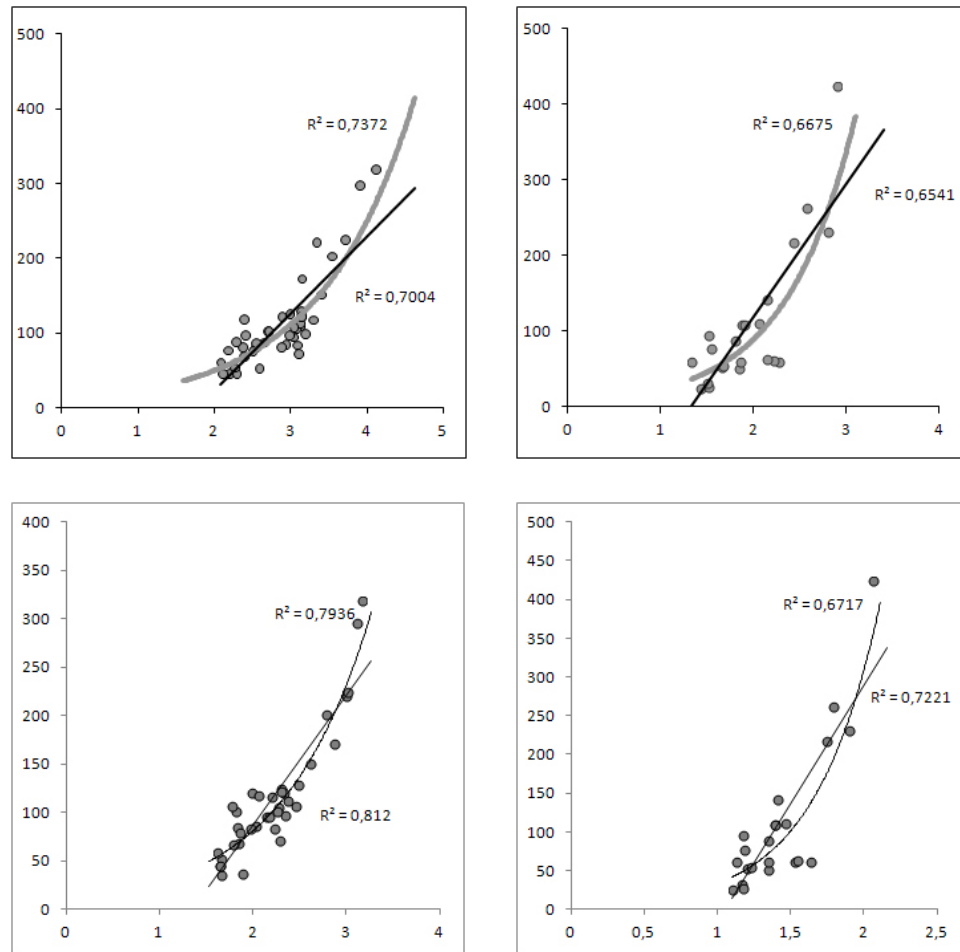 500
400
300
200
100
0
0 1 2 3 4 5
R² = 0,7372
R² = 0,7004
500
400
300
200
100
0
0 1 2 3 4
R² = 0,6675
R² = 0,6541
400
350
300
250
200
150
100
50
0
0 1 2 3 4
R² = 0,7936
R² = 0,812
500
450
400
350
300
250
200
150
100
50
0
0 0,5 1 1,5 2 2,5
R² = 0,6717
R² = 0,7221